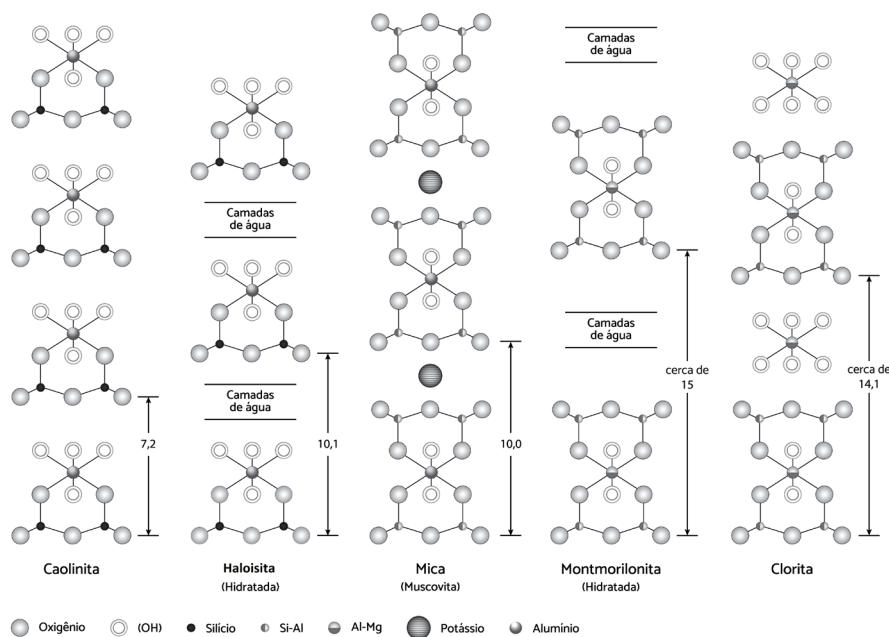 Camadas
de água
Camadas
de água
Camadas
de água
Camadas
de água
7,2
10,1
10,0
cerca de
15
cerca de
14,1
Caolinita
Haloisita
(Hidratada)
Mica
(Muscovita)
Montmorilonita
(Hidratada)
Clorita
Oxigênio
(OH)
Silício
Si-Al
Al-Mg
Potássio
Alumínio